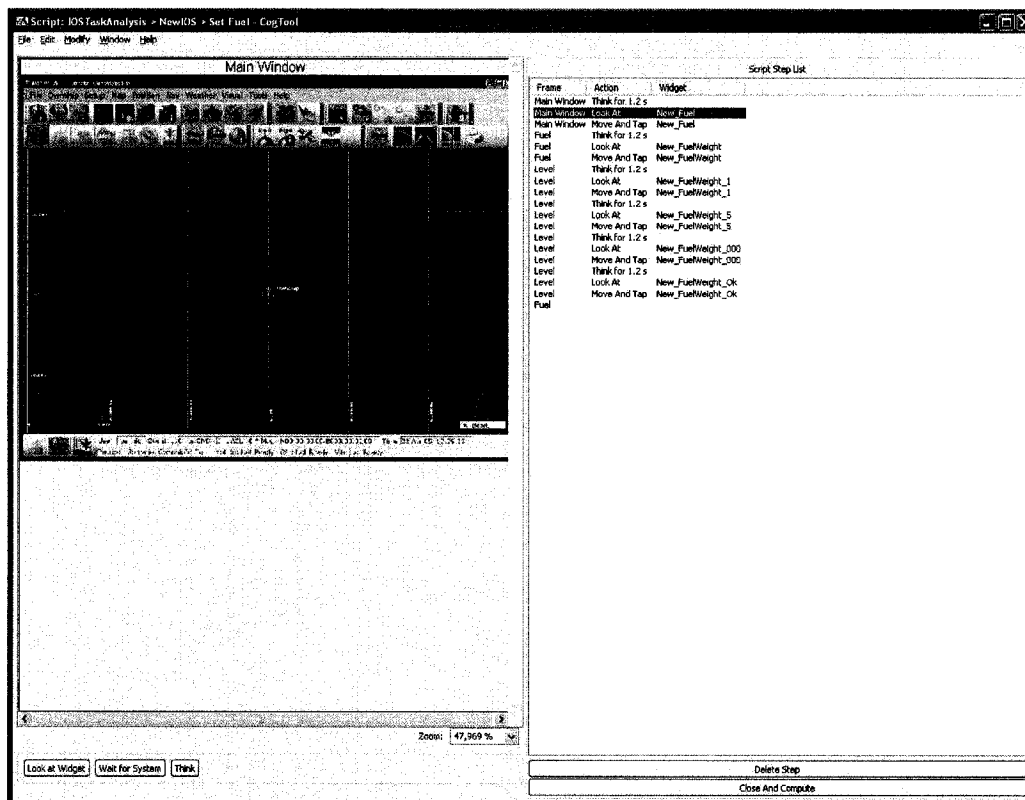 Script: IOSTaskAnalysis > NewIOS > Set Fuel - CogTool
File Edit Modify Window Help
Main Window
Script Step List
Frame Action Widget
Main Window Think for 1.2 s
Main Window Look At New_Fuel
Main Window Move And Tap New_Fuel
Fuel Think for 1.2 s
Fuel Look At New_FuelWeight
Fuel Move And Tap New_FuelWeight
Level Think for 1.2 s
Level Look At New_FuelWeight_1
Level Move And Tap New_FuelWeight_1
Level Think for 1.2 s
Level Look At New_FuelWeight_5
Level Move And Tap New_FuelWeight_5
Level Think for 1.2 s
Level Look At New_FuelWeight_000
Level Move And Tap New_FuelWeight_000
Level Think for 1.2 s
Level Look At New_FuelWeight_Ok
Level Move And Tap New_FuelWeight_Ok
Fuel
Zoom: 47,969 %
Look at Widget Wait for System Think
Delete Step
Close And Compute